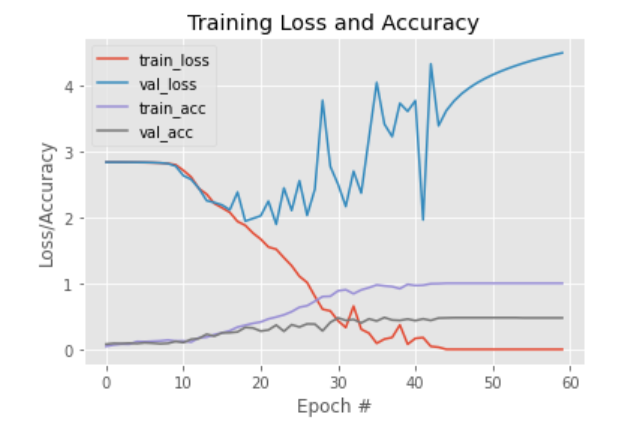 Training Loss and Accuracy
train_loss
val_loss
train_acc
val_acc
Loss/Accuracy
4
3
2
1
0
0 10 20 30 40 50 60
Epoch #